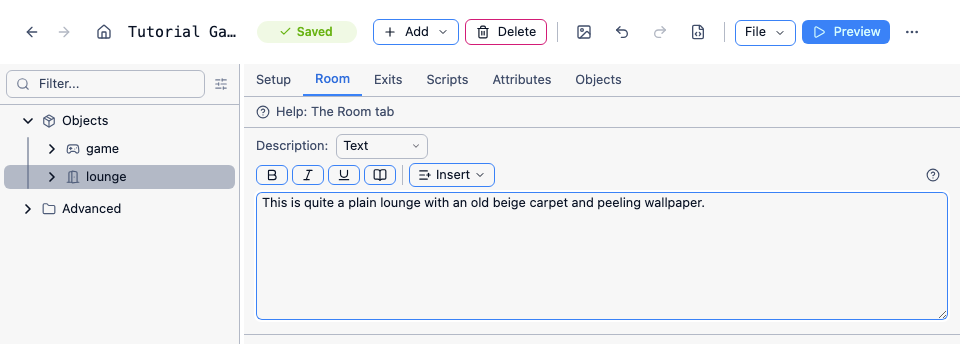 Tutorial Ga...
Saved
Add
Delete
File
Preview
Filter...
Setup
Room
Exits
Scripts
Attributes
Objects
Help: The Room tab
Objects
game
lounge
Advanced
Description:
Text
B
I
U
Insert
This is quite a plain lounge with an old beige carpet and peeling wallpaper.